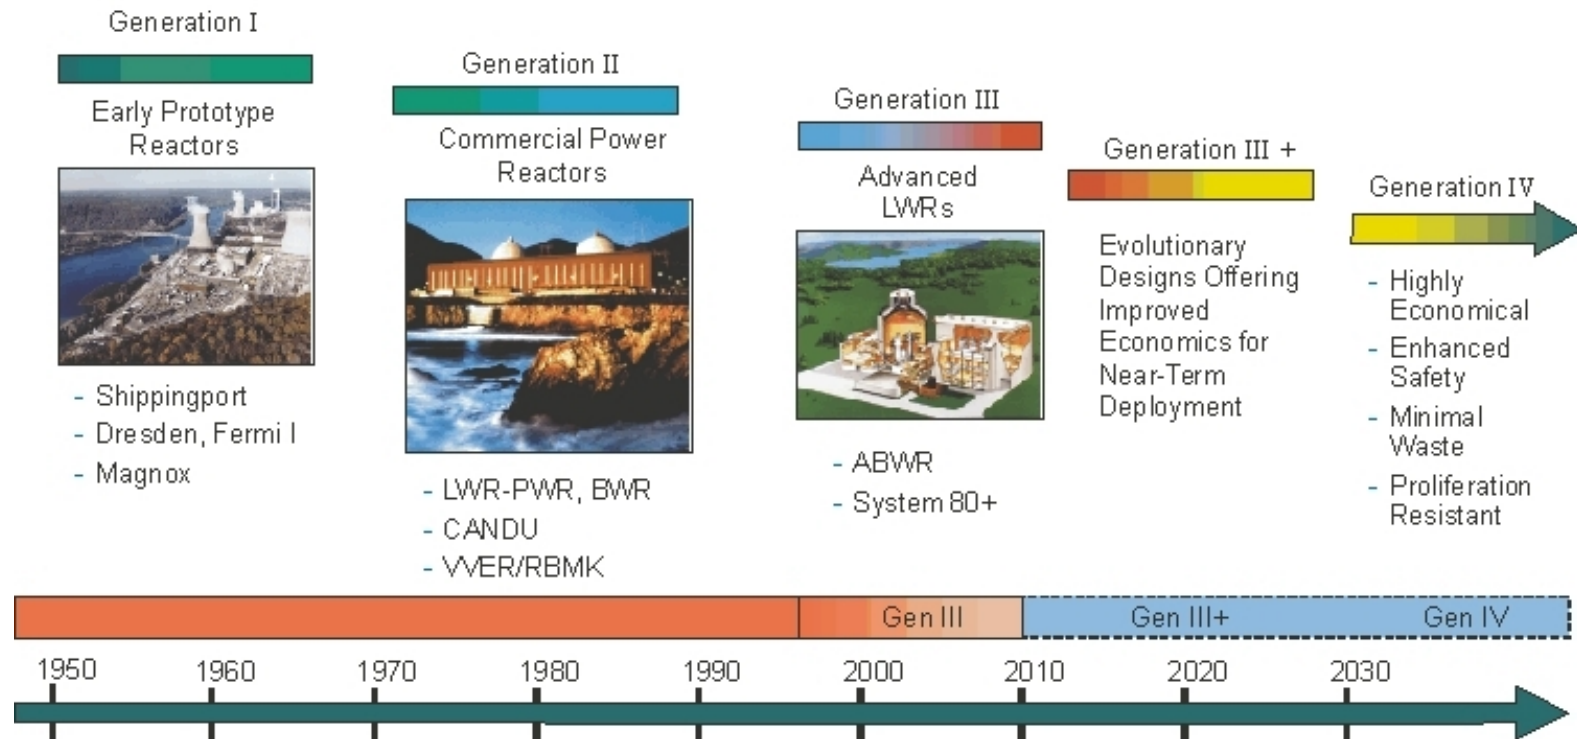 Generation I
Early Prototype
Reactors
- Shippingport
- Dresden, Fermi I
- Magnox
Generation II
Commercial Power
Reactors
- LWR-PWR, BWR
- CANDU
- VVER/RBMK
Generation III
Advanced
LWRs
- ABWR
- System 80+
Generation III +
Evolutionary
Designs Offering
Improved
Economics for
Near-Term
Deployment
Generation IV
- Highly
Economical
- Enhanced
Safety
- Minimal
Waste
- Proliferation
Resistant
Gen III
Gen III+
Gen IV
1950
1960
1970
1980
1990
2000
2010
2020
2030